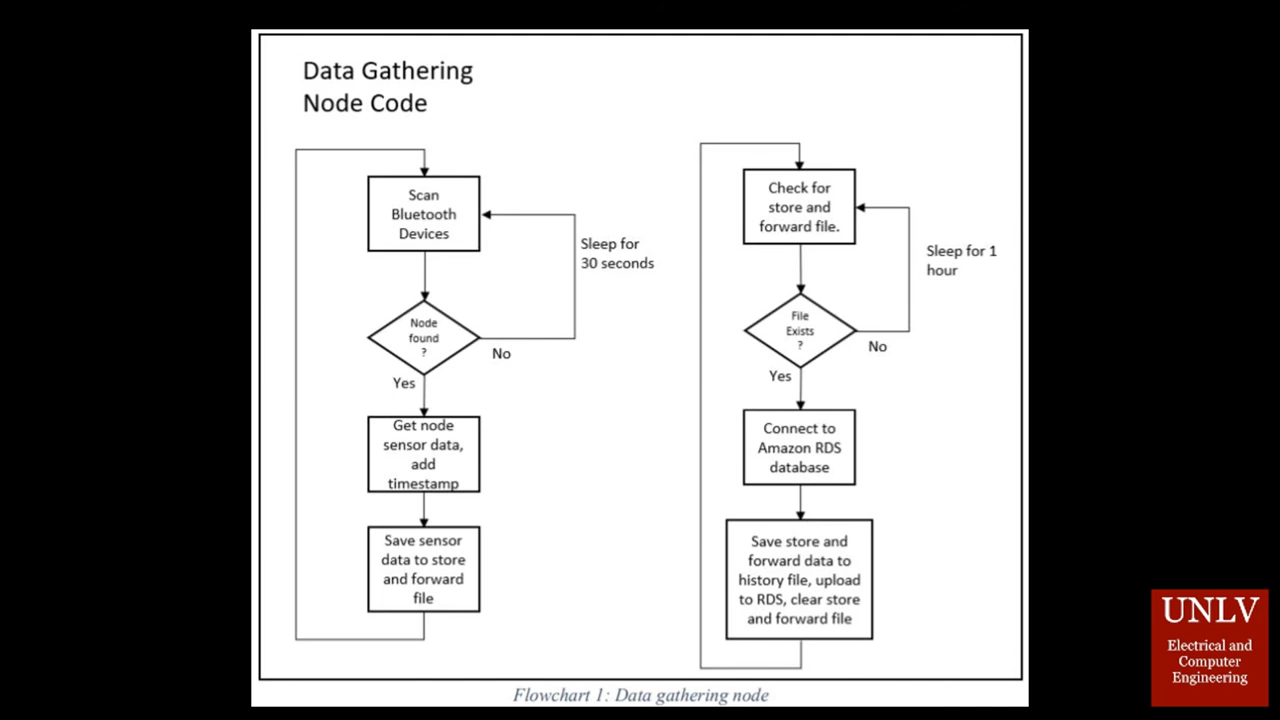 Data Gathering
Node Code
Scan
Bluetooth
Devices
Sleep for
30 seconds
Node
found
?
No
Yes
Get node
sensor data,
add
timestamp
Save sensor
data to store
and forward
file
Check for
store and
forward file.
Sleep for 1
hour
File
Exists
?
No
Yes
Connect to
Amazon RDS
database
Save store and
forward data to
history file, upload
to RDS, clear store
and forward file
Flowchart 1: Data gathering node
UNLV
Electrical and
Computer
Engineering